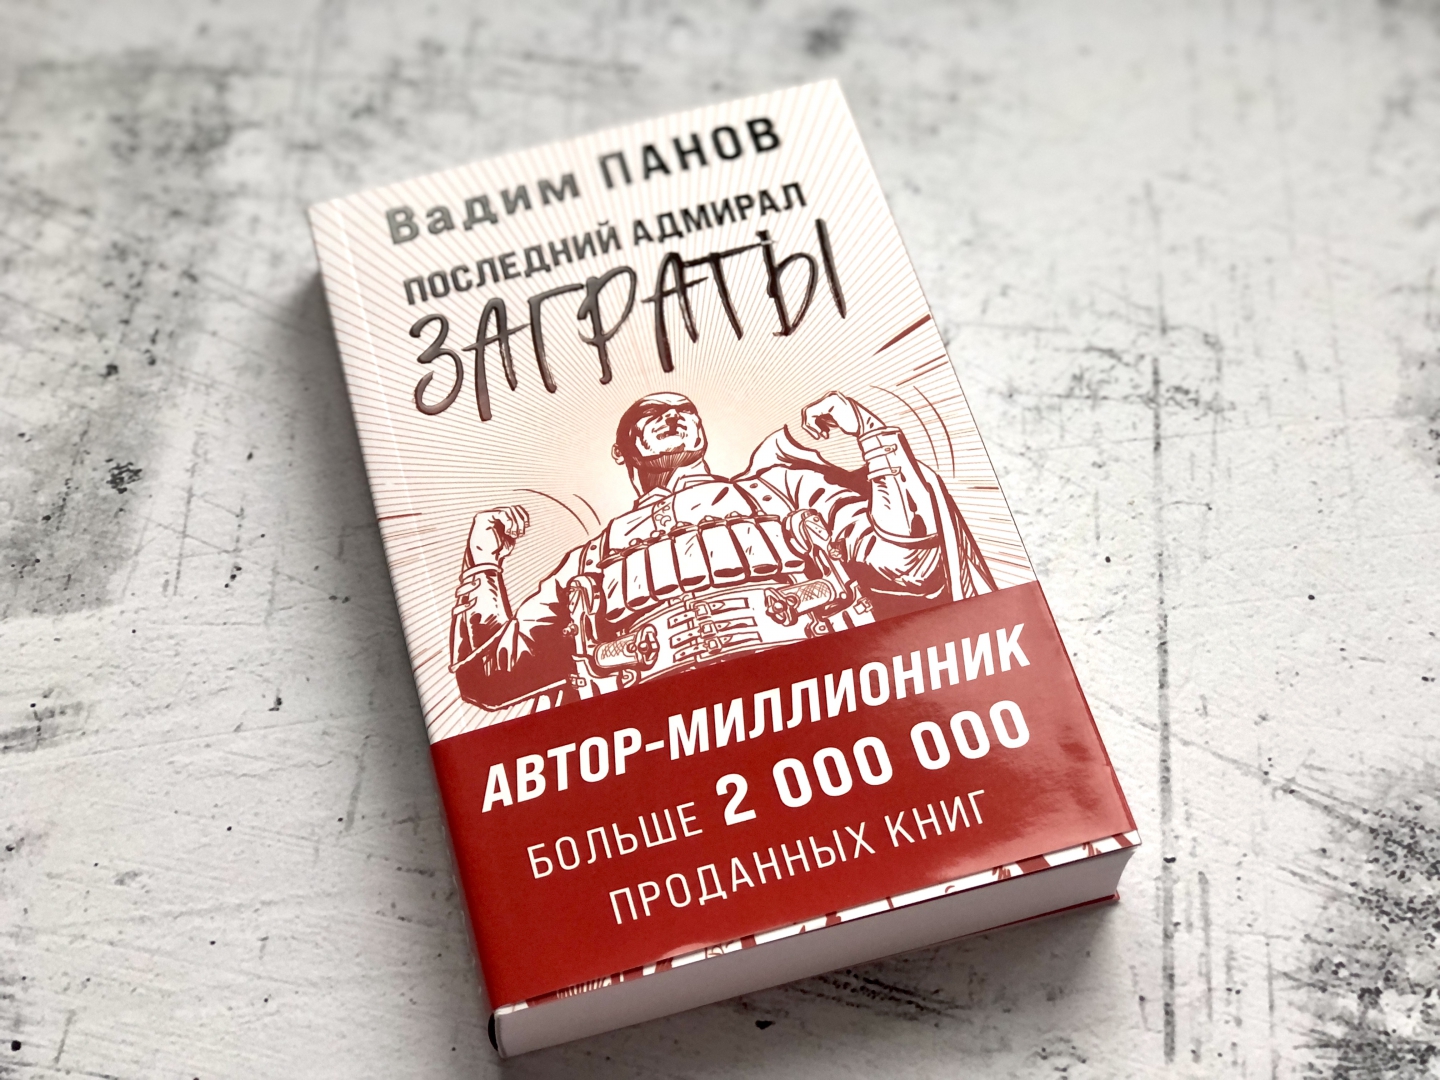 Вадим ПАНОВ
ПОСЛЕДНИЙ АДМИРАЛ
ЗАГРАТЫ
АВТОР-МИЛЛИОННИК
БОЛЬШЕ 2 000 000
ПРОДАННЫХ КНИГ